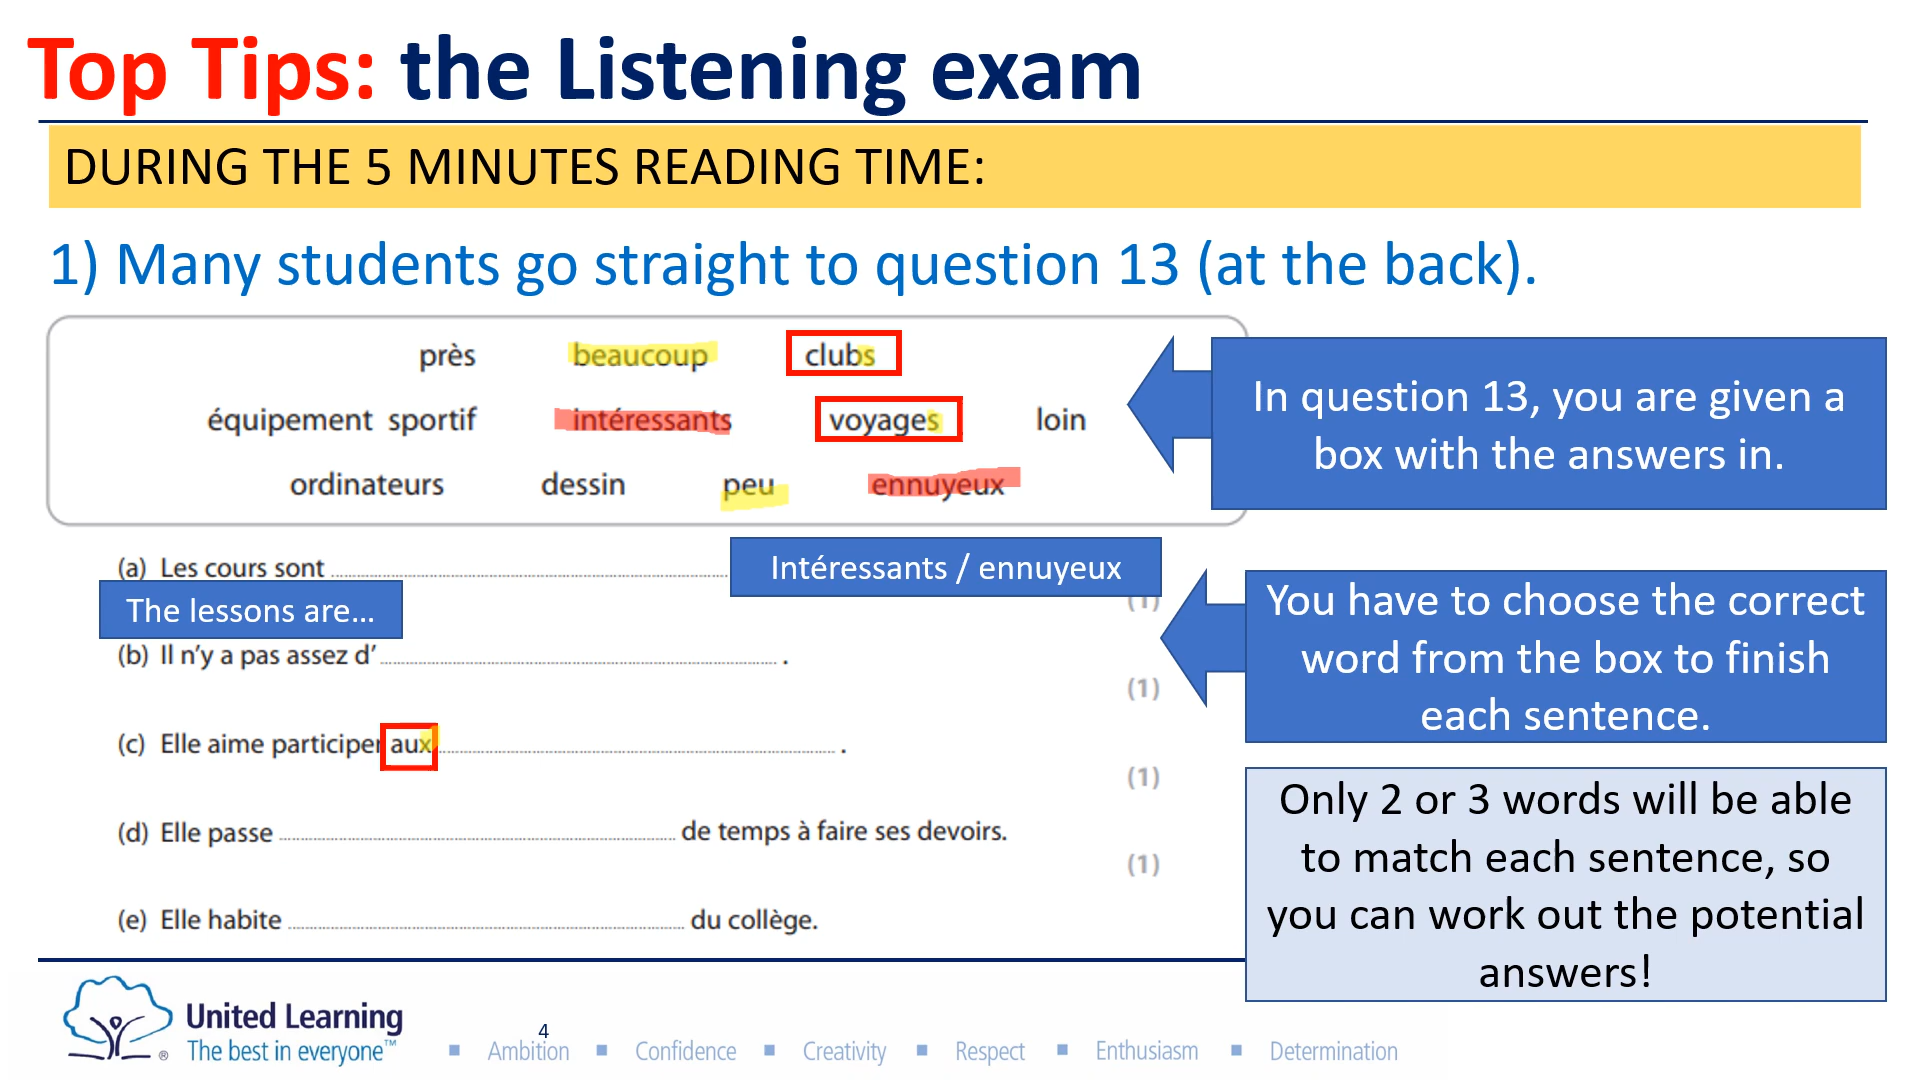 Top Tips: the Listening exam
DURING THE 5 MINUTES READING TIME:
1) Many students go straight to question 13 (at the back).
près beaucoup clubs
équipement sportif intéressants voyages loin
ordinateurs dessin peu ennuyeux
In question 13, you are given a
box with the answers in.
(a) Les cours sont
Intéressants / ennuyeux
(1)
The lessons are...
(b) Il n'y a pas assez d' .
(1)
(c) Elle aime participer aux .
(1)
(d) Elle passe de temps à faire ses devoirs.
(1)
(e) Elle habite du collège.
You have to choose the correct
word from the box to finish
each sentence.
Only 2 or 3 words will be able
to match each sentence, so
you can work out the potential
answers!
United Learning
The best in everyone™
®
4
▪ Ambition ▪ Confidence ▪ Creativity ▪ Respect ▪ Enthusiasm ▪ Determination